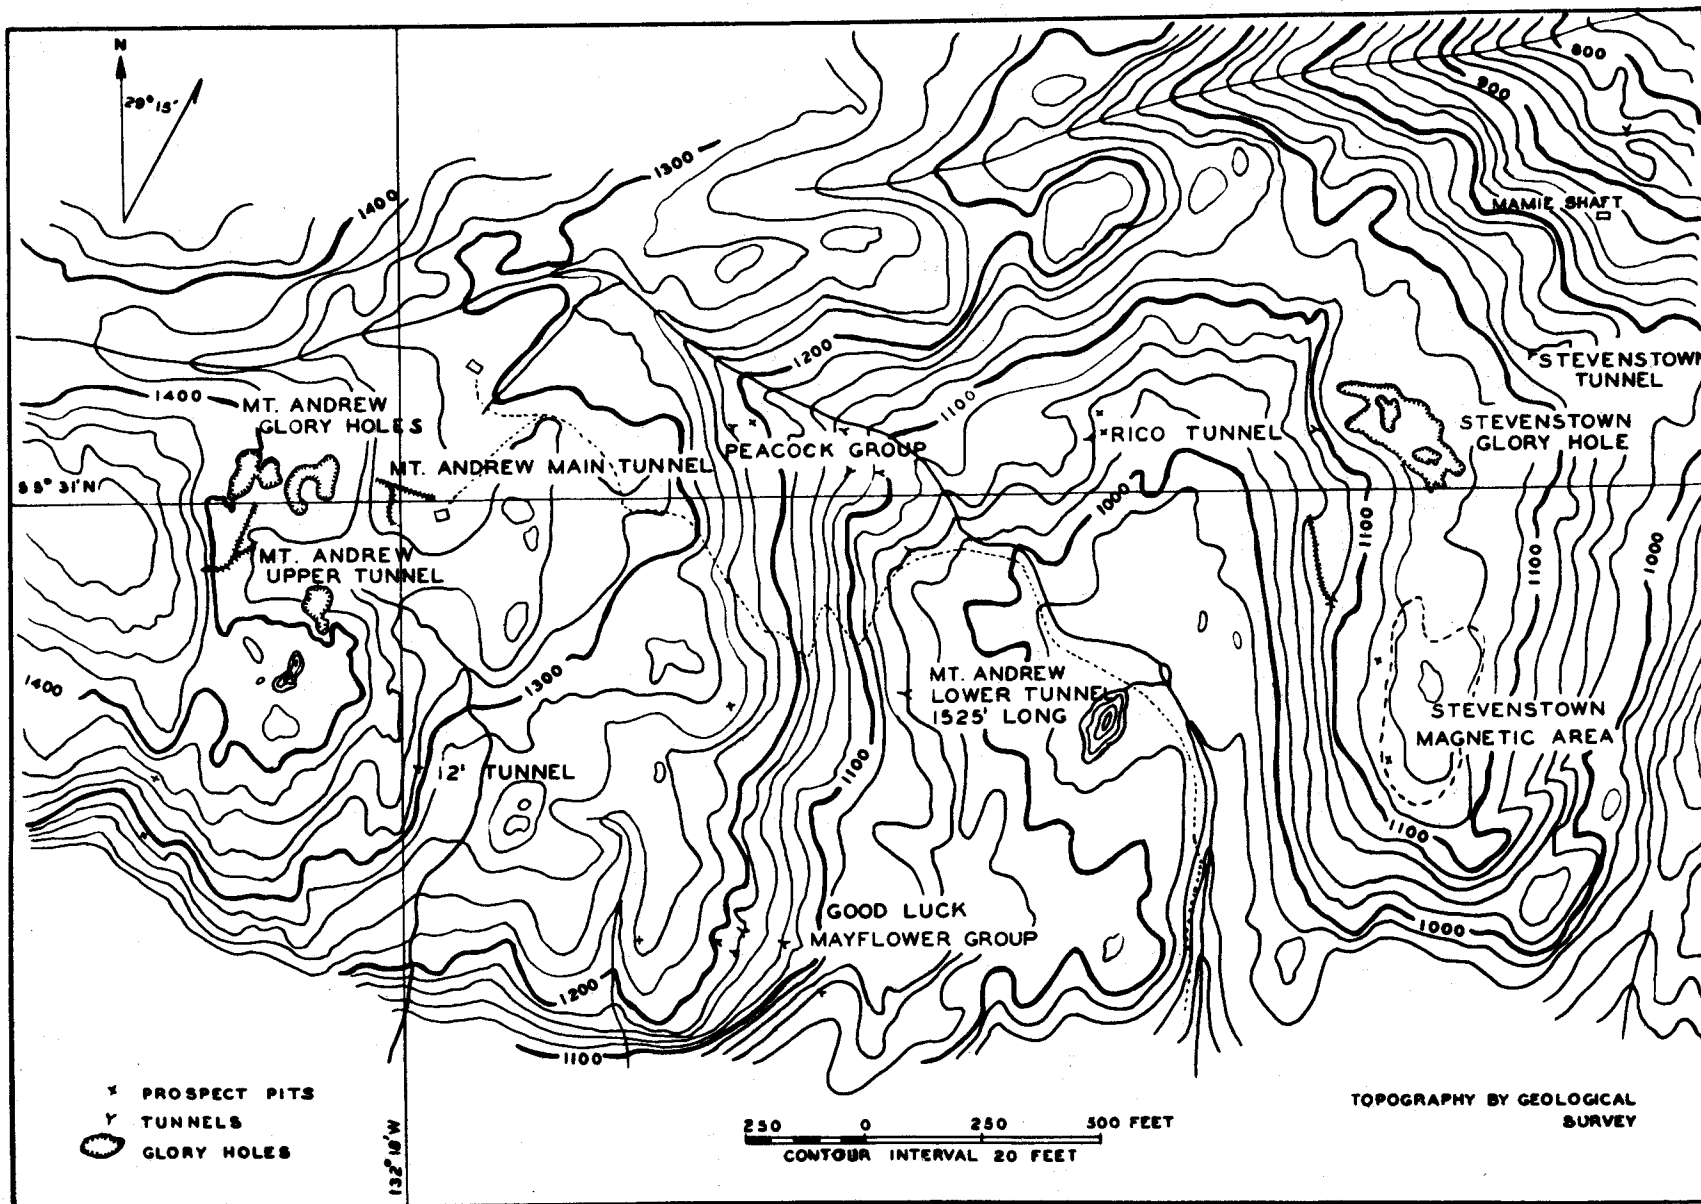 N
29° 15'
1400
1300
800
900
MAMIE SHAFT
1400
MT. ANDREW
GLORY HOLES
1200
1100
STEVENSTOWN
TUNNEL
STEVENSTOWN
GLORY HOLE
RICO TUNNEL
PEACOCK GROUP
MT. ANDREW MAIN TUNNEL
55° 31'N
1000
1100
1100
1000
MT. ANDREW
UPPER TUNNEL
1400
1300
MT. ANDREW
LOWER TUNNEL
1525' LONG
STEVENSTOWN
MAGNETIC AREA
12' TUNNEL
1100
1100
GOOD LUCK
MAYFLOWER GROUP
1000
1200
1100
x PROSPECT PITS
Y TUNNELS
GLORY HOLES
132° 18'W
250 0 250 500 FEET
CONTOUR INTERVAL 20 FEET
TOPOGRAPHY BY GEOLOGICAL
SURVEY